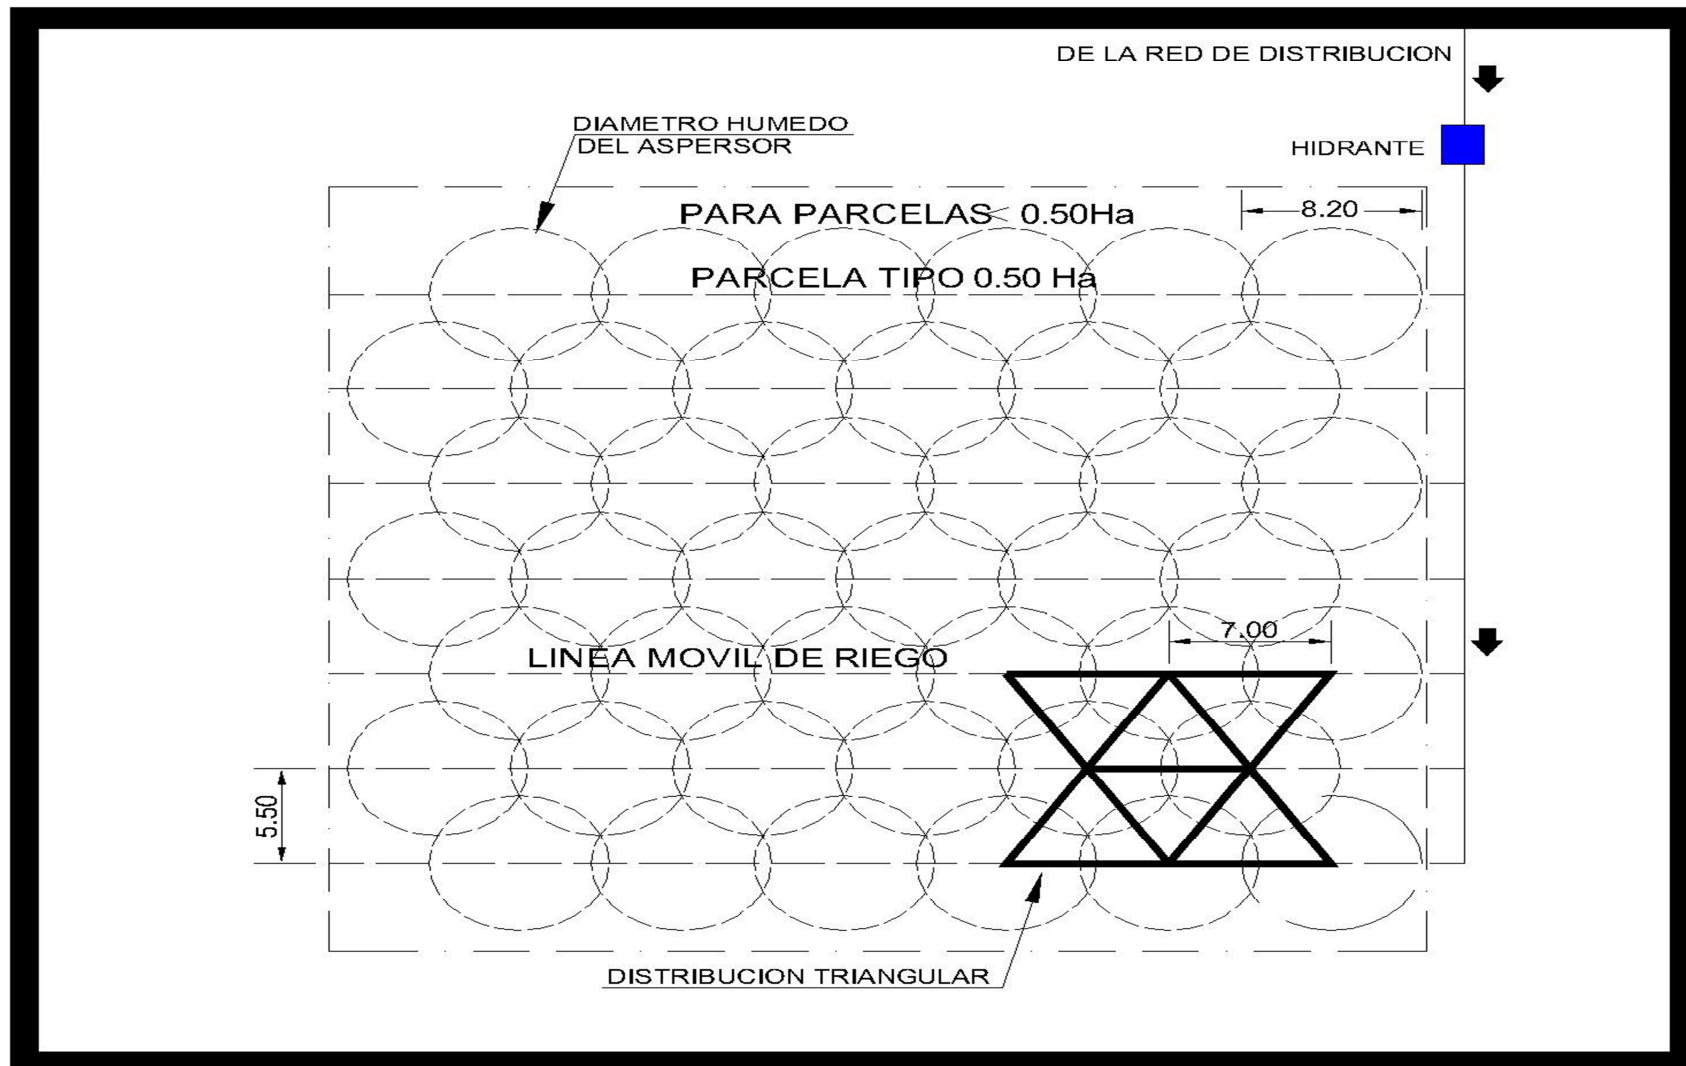 DE LA RED DE DISTRIBUCION
DIAMETRO HUMEDO
DEL ASPERSOR
HIDRANTE
PARA PARCELAS< 0.50Ha
8.20
PARCELA TIPO 0.50 Ha
7.00
LINEA MOVIL DE RIEGO
5.50
DISTRIBUCION TRIANGULAR